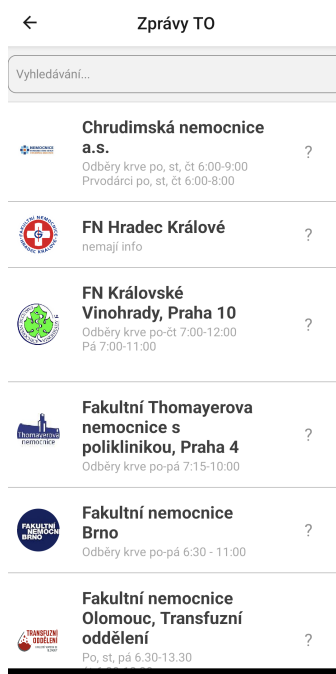 Zprávy TO
Vyhledávání...
Chrudimská nemocnice
a.s.
Odběry krve po, st, čt 6:00-9:00
Prvodárci po, st, čt 6:00-8:00
?
FN Hradec Králové
nemají info
?
FN Královské
Vinohrady, Praha 10
Odběry krve po-čt 7:00-12:00
Pá 7:00-11:00
?
Thomayerova
nemocnice
Fakultní Thomayerova
nemocnice s
poliklinikou, Praha 4
Odběry krve po-pá 7:15-10:00
?
FAKULTNÍ
NEMOCN
BRNO
Fakultní nemocnice
Brno
Odběry krve po-pá 6:30 - 11:00
?
TRANSFUZNÍ
ODDĚLENÍ
Fakultní nemocnice
Olomouc, Transfuzní
oddělení
Po, st, pá 6.30-13.30
?